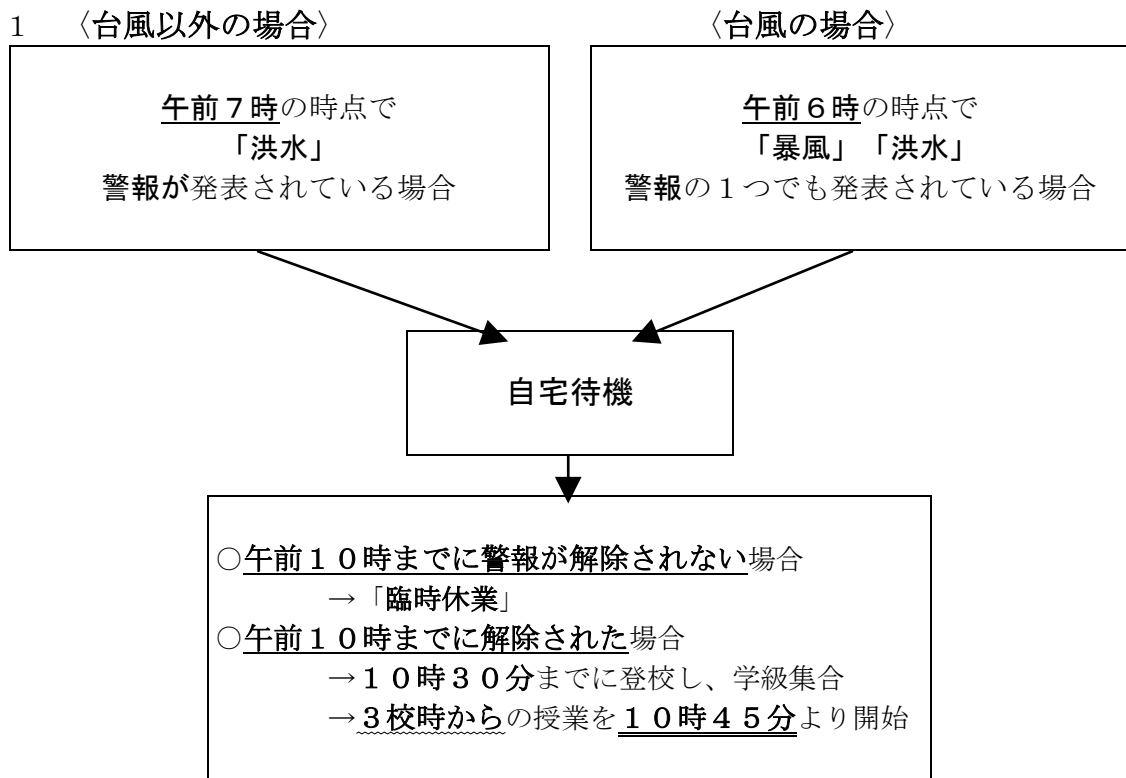 1 〈台風以外の場合〉
〈台風の場合〉
午前７時の時点で
「洪水」
警報が発表されている場合
午前６時の時点で
「暴風」「洪水」
警報の１つでも発表されている場合
自宅待機
○午前１０時までに警報が解除されない場合
→「臨時休業」
○午前１０時までに解除された場合
→１０時３０分までに登校し、学級集合
→３校時からの授業を１０時４５分より開始